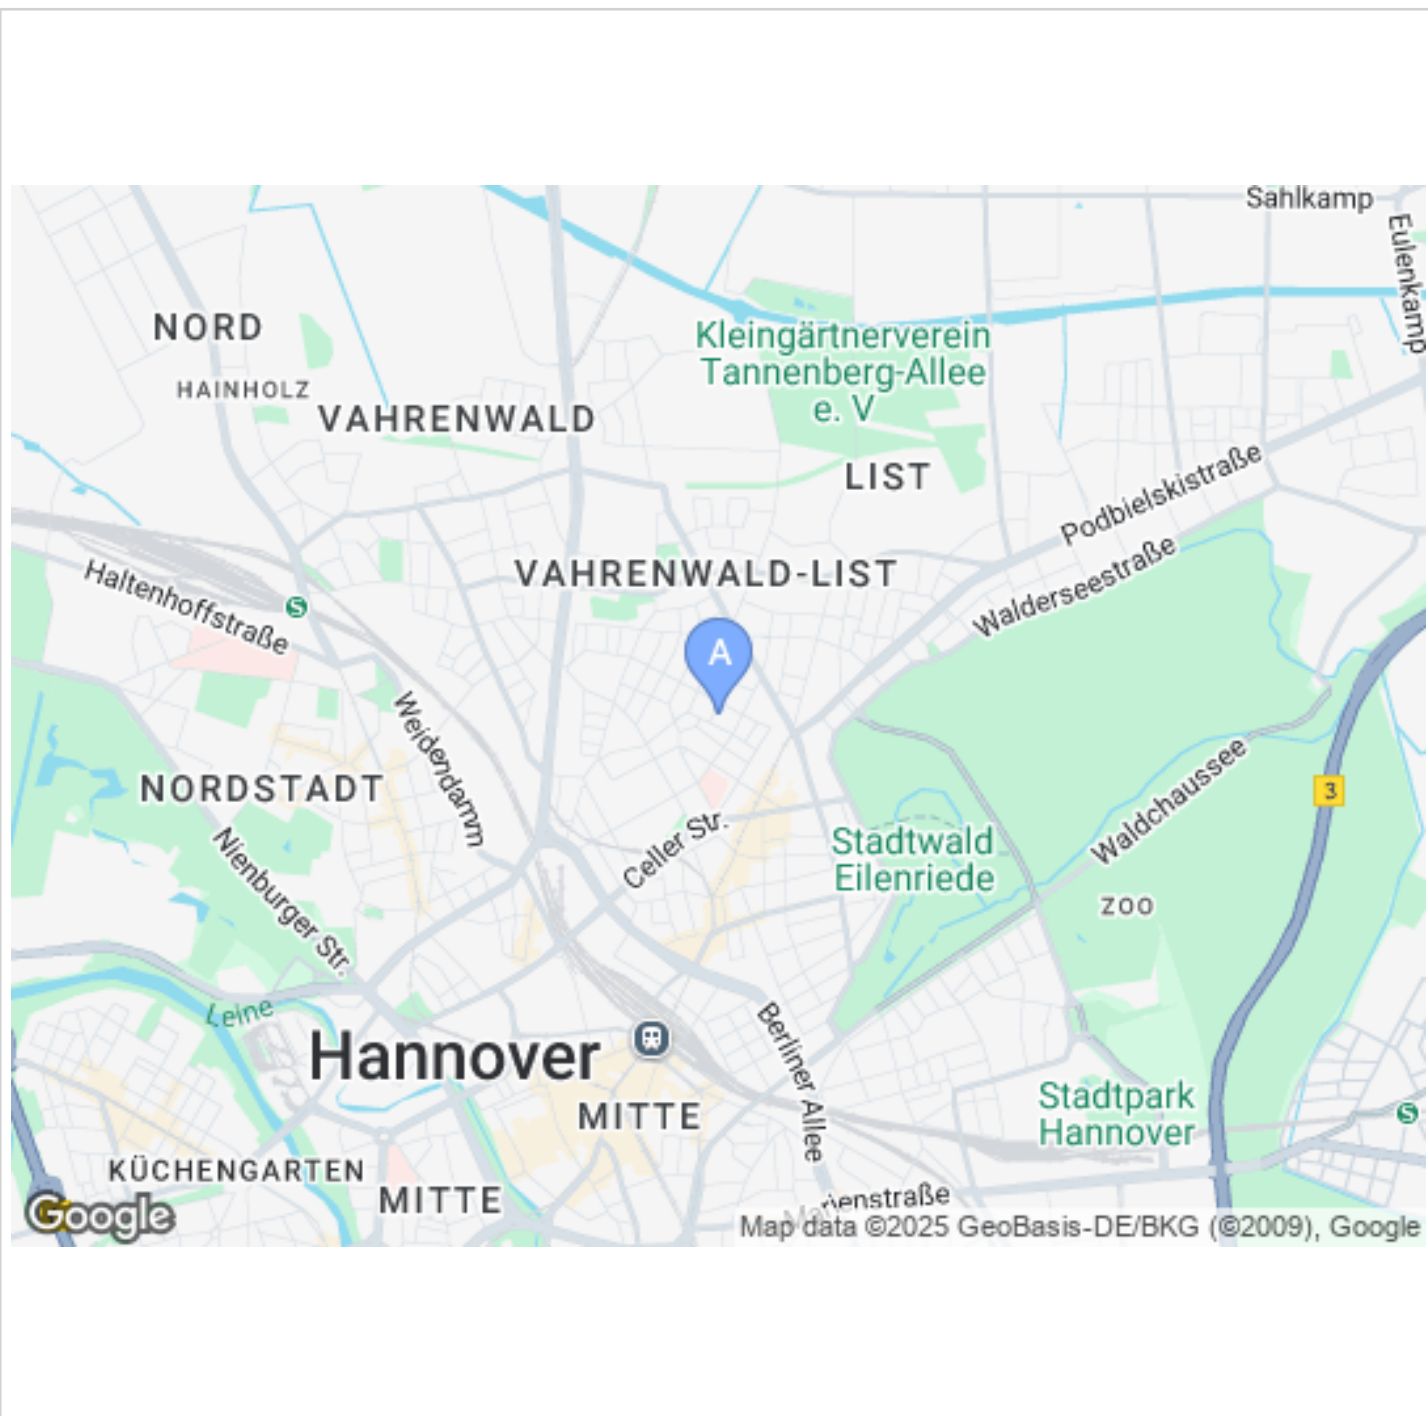 Sahlkamp
Eulenkamp
NORD
Kleingärtnerverein
Tannenberg-Allee
e. V
HAINHOLZ
VAHRENWALD
LIST
Podbielskistraße
VAHRENWALD-LIST
Haltenhoffstraße
S
Walderseestraße
A
Weidendamm
NORDSTADT
3
Waldchaussee
Celler Str.
Stadtwald
Eilenriede
Nienburger Str.
ZOO
Leine
Hannover
Berliner Allee
MITTE
Stadtpark
Hannover
S
KÜCHENGARTEN
MITTE
Marienstraße
Google
Map data ©2025 GeoBasis-DE/BKG (©2009), Google